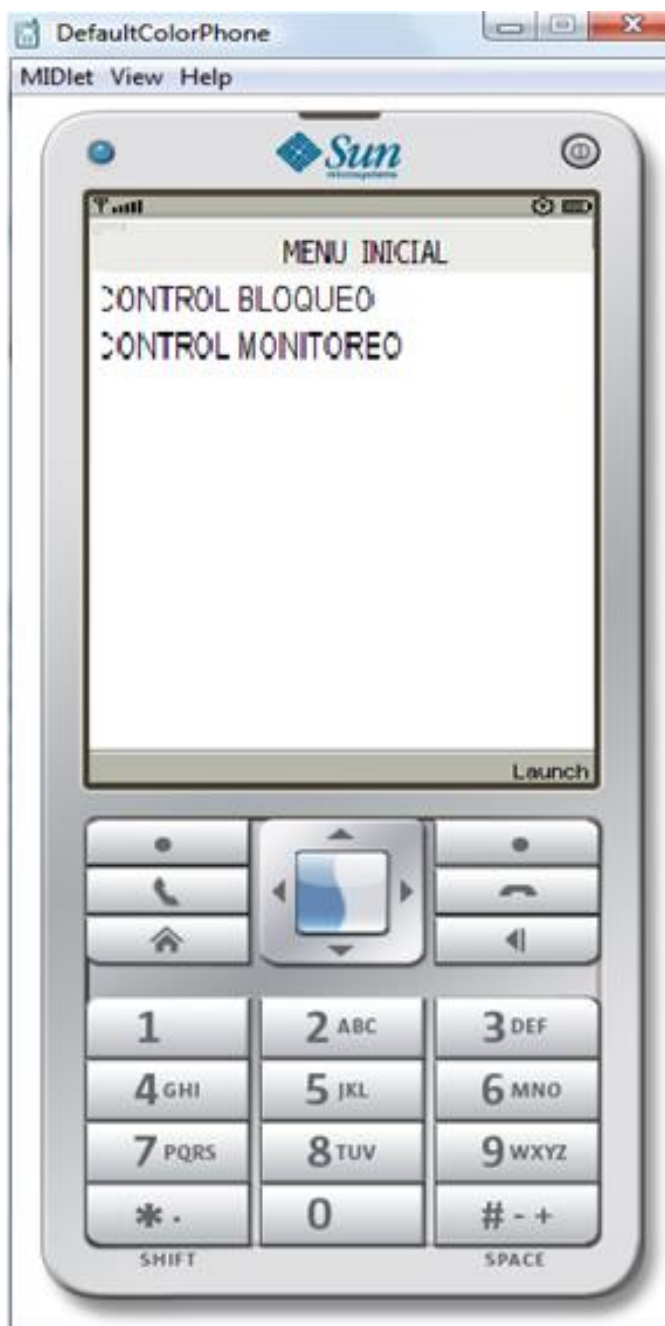 DefaultColorPhone
MIDlet View Help
Sun
microsystems
MENU INICIAL
CONTROL BLOQUEO
CONTROL MONITOREO
Launch
1 2 ABC 3 DEF
4 GHI 5 JKL 6 MNO
7 PQRS 8 TUV 9 WXYZ
* . 0 # - +
SHIFT SPACE